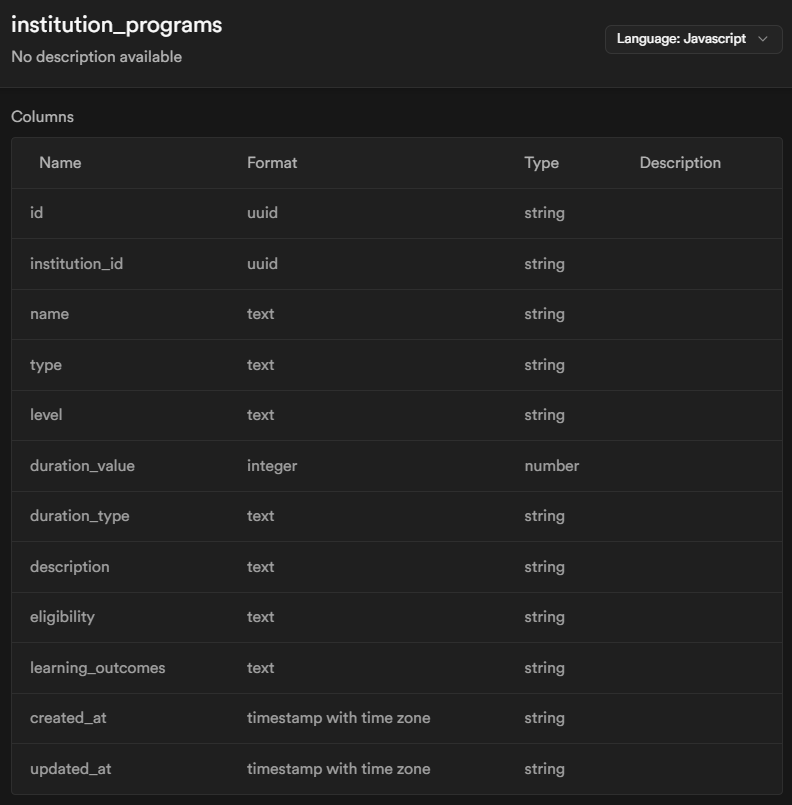 institution_programs
No description available
Language: Javascript
Columns
Name Format Type Description
id uuid string
institution_id uuid string
name text string
type text string
level text string
duration_value integer number
duration_type text string
description text string
eligibility text string
learning_outcomes text string
created_at timestamp with time zone string
updated_at timestamp with time zone string